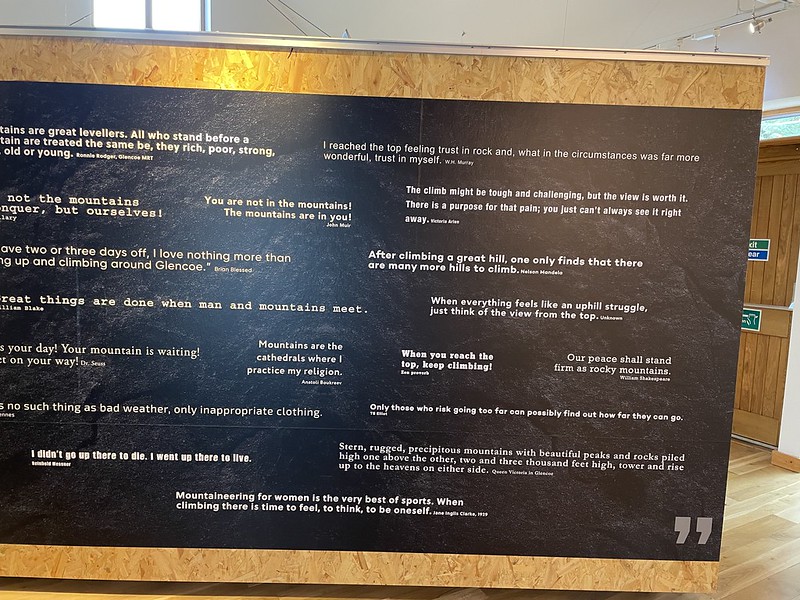 tains are great levellers. All who stand before a
tain are treated the same be, they rich, poor, strong,
old or young. Ronnie Rodger, Glencoe MRT
I reached the top feeling trust in rock and, what in the circumstances was far more
wonderful, trust in myself. W.H. Murray
not the mountains
nquer, but ourselves!
llary
You are not in the mountains!
The mountains are in you!
John Muir
The climb might be tough and challenging, but the view is worth it.
There is a purpose for that pain; you just can't always see it right
away. Victoria Arlen
ave two or three days off, I love nothing more than
ng up and climbing around Glencoe." Brian Blessed
After climbing a great hill, one only finds that there
are many more hills to climb. Nelson Mandela
reat things are done when man and mountains meet.
illiam Blake
When everything feels like an uphill struggle,
just think of the view from the top. Unknown
s your day! Your mountain is waiting!
ct on your way! Dr. Seuss
Mountains are the
cathedrals where I
practice my religion.
Anatoli Boukreev
When you reach the
top, keep climbing!
Zen proverb
Our peace shall stand
firm as rocky mountains.
William Shakespeare
s no such thing as bad weather, only inappropriate clothing.
ennes
Only those who risk going too far can possibly find out how far they can go.
TS Elliot
I didn't go up there to die. I went up there to live.
Reinhold Messner
Stern, rugged, precipitous mountains with beautiful peaks and rocks piled
high one above the other, two and three thousand feet high, tower and rise
up to the heavens on either side. Queen Victoria in Glencoe
Mountaineering for women is the very best of sports. When
climbing there is time to feel, to think, to be oneself. Jane Inglis Clarke, 1929
”
xit
ear